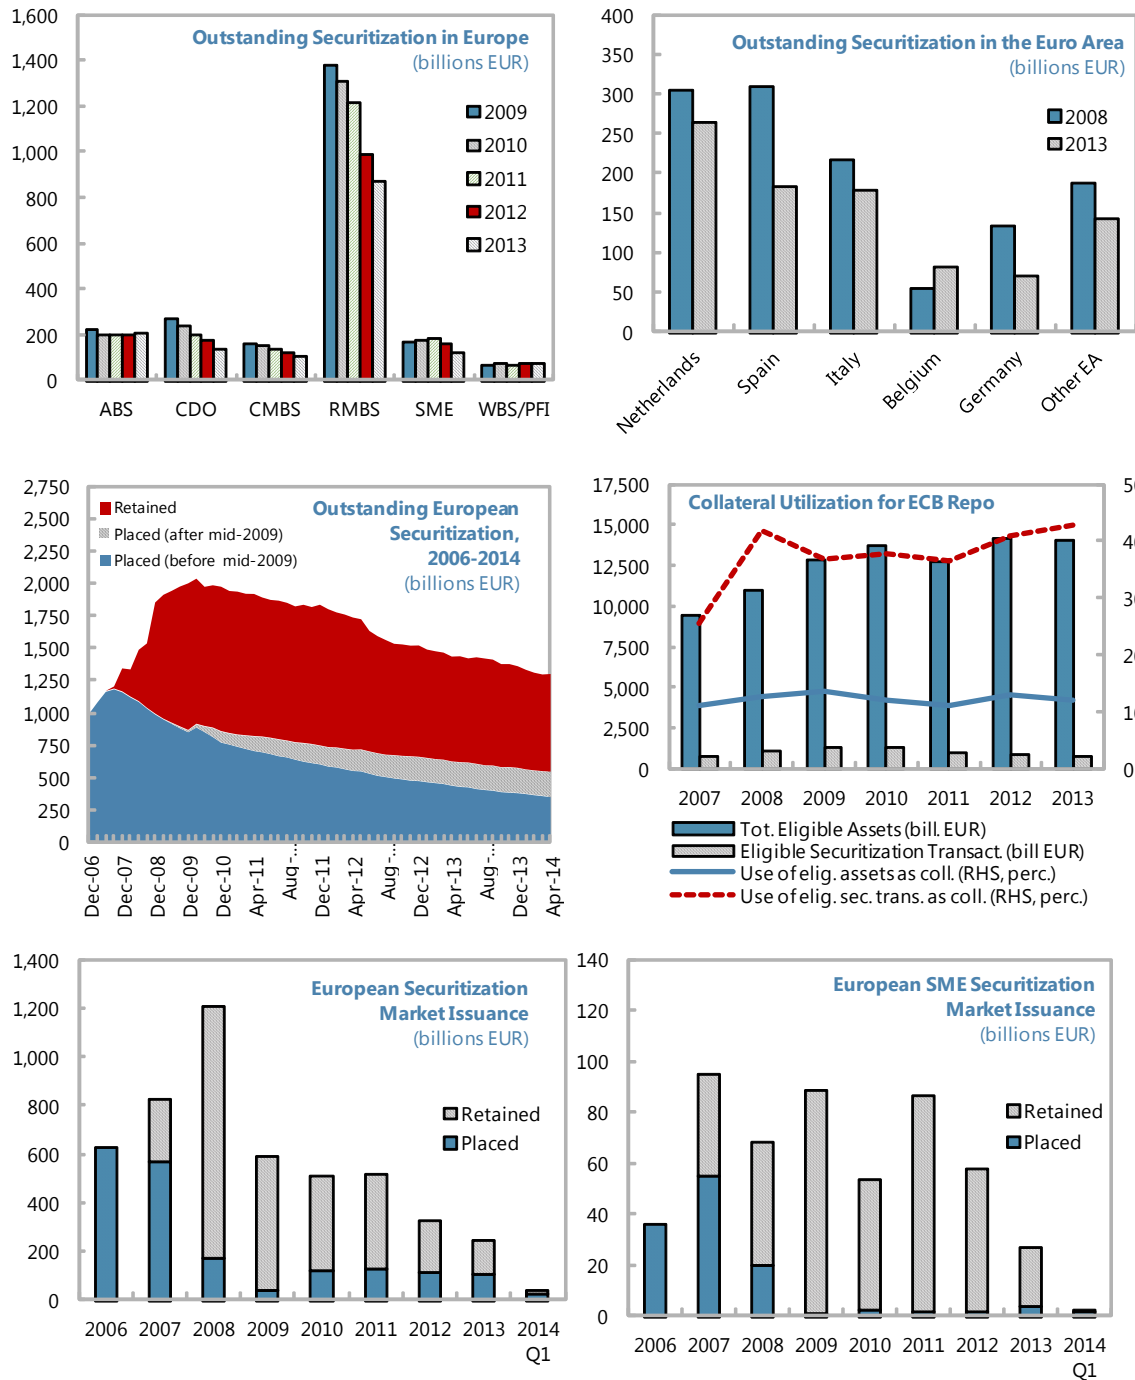 Outstanding Securitization in Europe
(billions EUR)
1,600
1,400
1,200
1,000
800
600
400
200
0
2009
2010
2011
2012
2013
ABS CDO CMBS RMBS SME WBS/PFI
Outstanding Securitization in the Euro Area
(billions EUR)
400
350
300
250
200
150
100
50
0
2008
2013
Netherlands Spain Italy Belgium Germany Other EA
Outstanding European
Securitization,
2006-2014
(billions EUR)
2,750
2,500
2,250
2,000
1,750
1,500
1,250
1,000
750
500
250
0
Retained
Placed (after mid-2009)
Placed (before mid-2009)
Dec-06 Dec-07 Dec-08 Dec-09 Dec-10 Apr-11 Aug-... Dec-11 Apr-12 Aug-... Dec-12 Apr-13 Aug-... Dec-13 Apr-14
Collateral Utilization for ECB Repo
17,500
15,000
12,500
10,000
7,500
5,000
2,500
0
50
40
30
20
10
0
2007 2008 2009 2010 2011 2012 2013
Tot. Eligible Assets (bill. EUR)
Eligible Securitization Transact. (bill EUR)
Use of elig. assets as coll. (RHS, perc.)
Use of elig. sec. trans. as coll. (RHS, perc.)
European Securitization
Market Issuance
(billions EUR)
1,400
1,200
1,000
800
600
400
200
0
Retained
Placed
2006 2007 2008 2009 2010 2011 2012 2013 2014
Q1
European SME Securitization
Market Issuance
(billions EUR)
140
120
100
80
60
40
20
0
Retained
Placed
2006 2007 2008 2009 2010 2011 2012 2013 2014
Q1